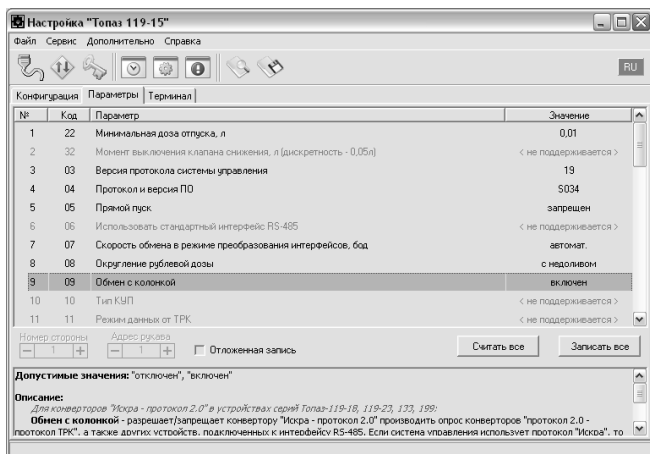 Настройка "Топаз 119-15"
Файл Сервис Дополнительно Справка
RU
Конфигурация Параметры Терминал
№ Код Параметр Значение
1 22 Минимальная доза отпуска, л 0,01
2 32 Момент выключения клапана снижения, л (дискретность - 0,05л) < не поддерживается >
3 03 Версия протокола системы управления 19
4 04 Протокол и версия ПО S034
5 05 Прямой пуск запрещен
6 06 Использовать стандартный интерфейс RS-485 < не поддерживается >
7 07 Скорость обмена в режиме преобразования интерфейсов, бод автомат.
8 08 Округление рублевой дозы с недоливом
9 09 Обмен с колонкой включен
10 10 Тип КУП < не поддерживается >
11 11 Режим данных от ТРК < не поддерживается >
Номер стороны Адрес рукава
1 1 Отложенная запись Считать все Записать все
Допустимые значения: "отключен", "включен"
Описание:
Для конверторов "Искра - протокол 2.0" в устройствах серий Топаз-119-18, 119-23, 133, 199:
Обмен с колонкой - разрешает/запрещает конвертору "Искра - протокол 2.0" производить опрос конверторов "протокол 2.0 -
протокол ТРК", а также других устройств, подключенных к интерфейсу RS-485. Если система управления использует протокол "Искра", то